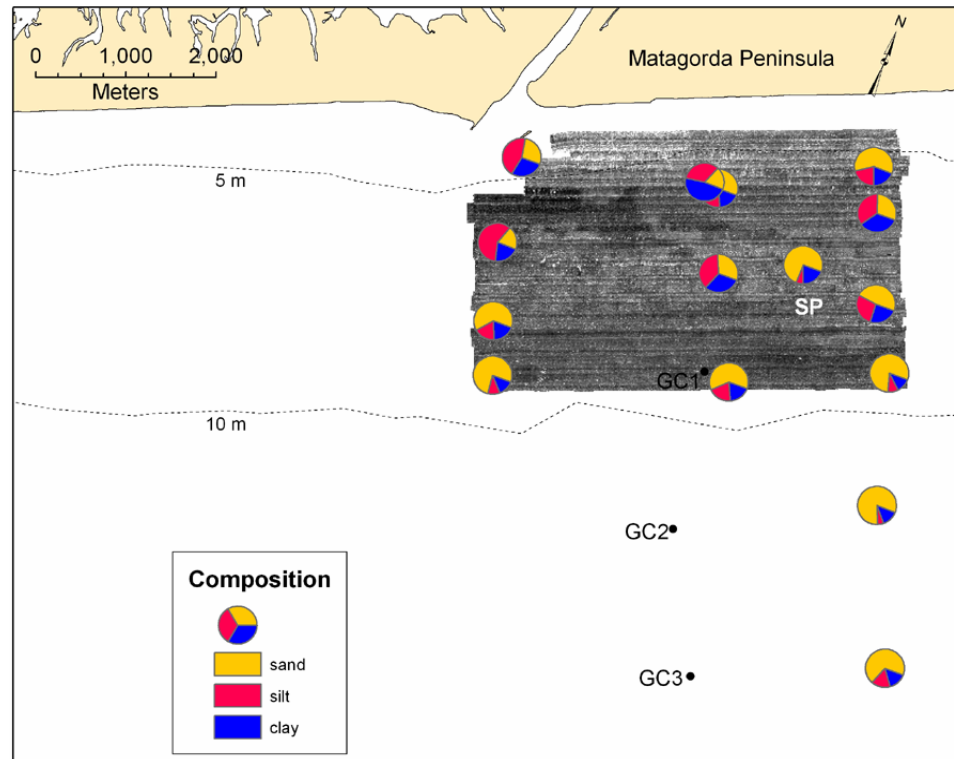 N
0 1,000 2,000
Meters
Matagorda Peninsula
5 m
SP
GC1
10 m
GC2
GC3
Composition
sand
silt
clay